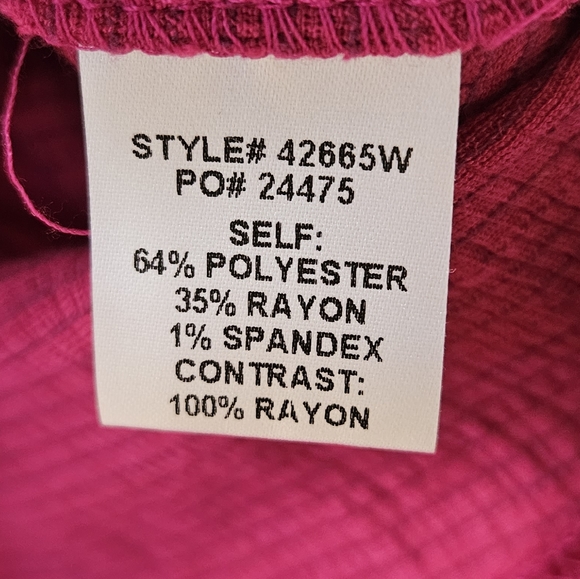 STYLE# 42665W
PO# 24475
SELF:
64% POLYESTER
35% RAYON
1% SPANDEX
CONTRAST:
100% RAYON